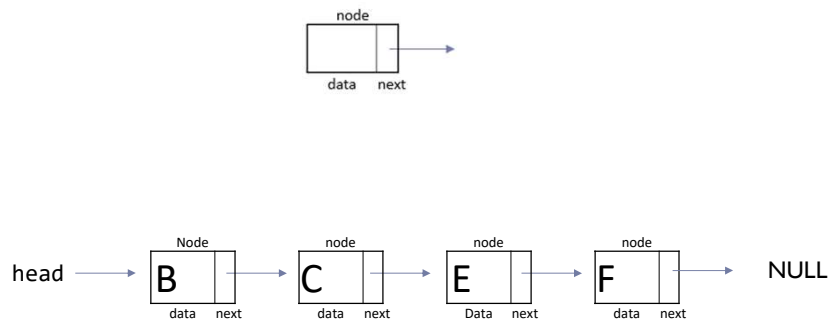 node
data next
Node node node node
head B C E F NULL
data next data next Data next data next